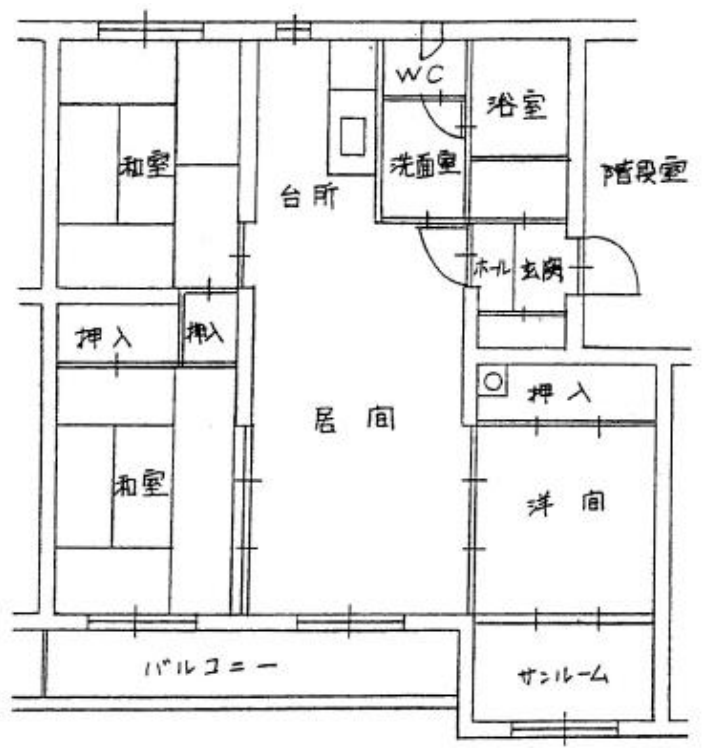 WC
浴室
和室
洗面室
階段室
台所
ホール
玄関
押入
押入
押入
居間
和室
洋間
バルコニー
サンルーム